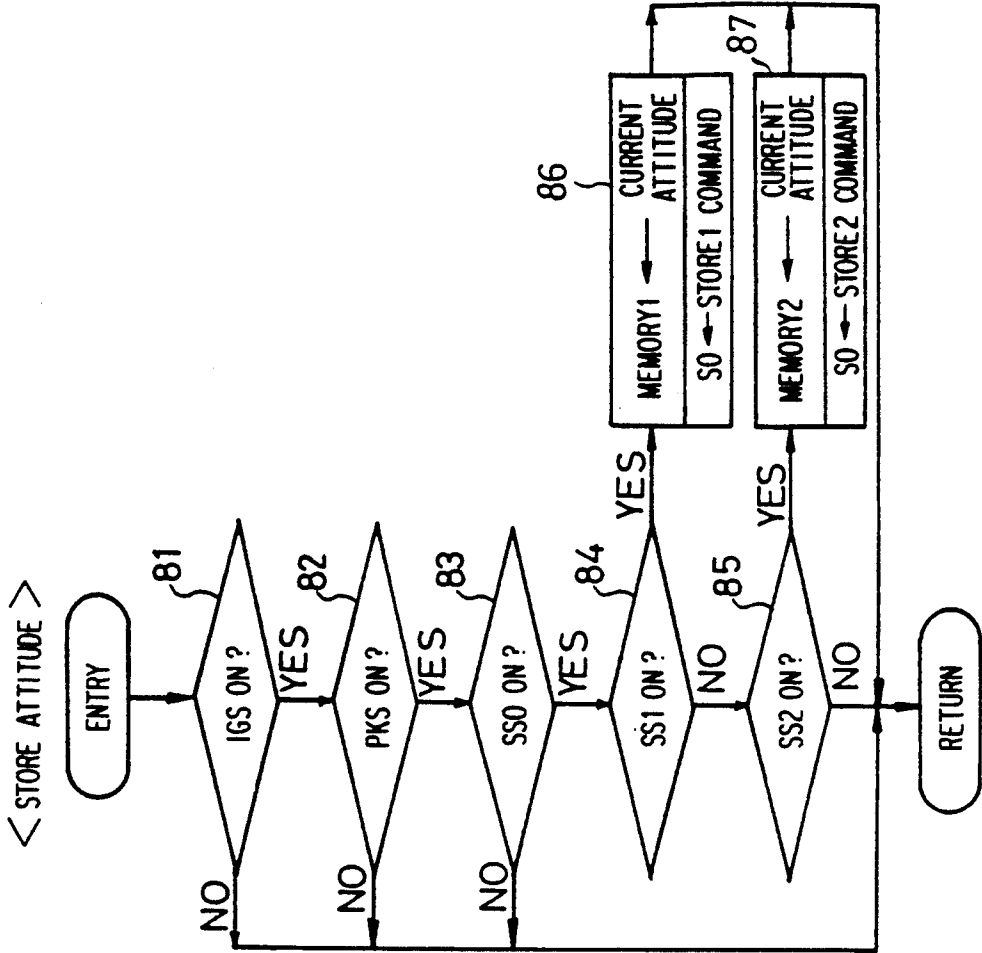 < STORE ATTITUDE >
ENTRY
81
IGS ON ?
NO
YES
82
PKS ON ?
NO
YES
83
SS0 ON ?
NO
YES
84
SS1 ON ?
YES
NO
86
MEMORY1 ← CURRENT
ATTITUDE
S0 ← STORE1 COMMAND
85
SS2 ON ?
YES
NO
87
MEMORY2 ← CURRENT
ATTITUDE
S0 ← STORE2 COMMAND
RETURN